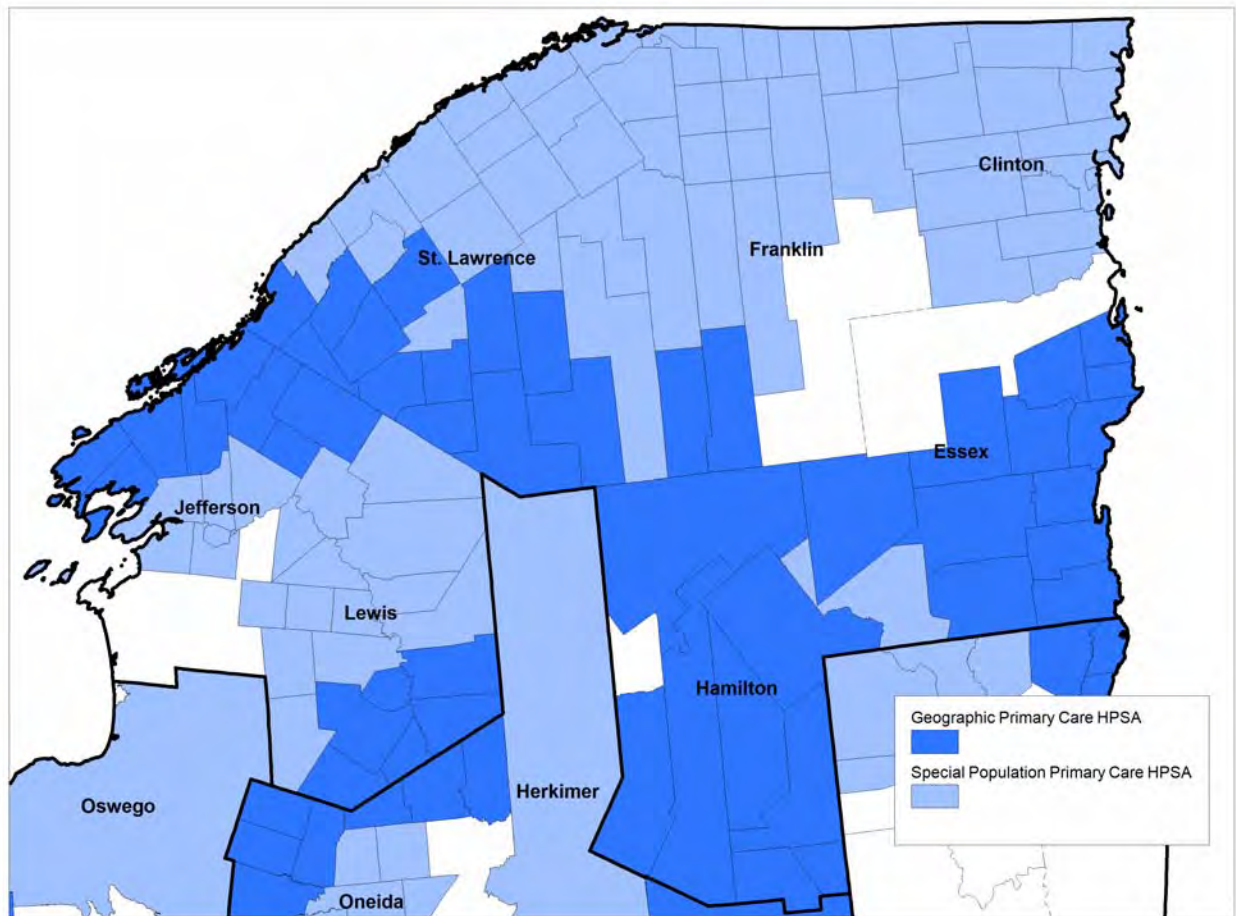 Clinton
Franklin
St. Lawrence
Essex
Jefferson
Lewis
Hamilton
Geographic Primary Care HPSA
Special Population Primary Care HPSA
Herkimer
Oswego
Oneida